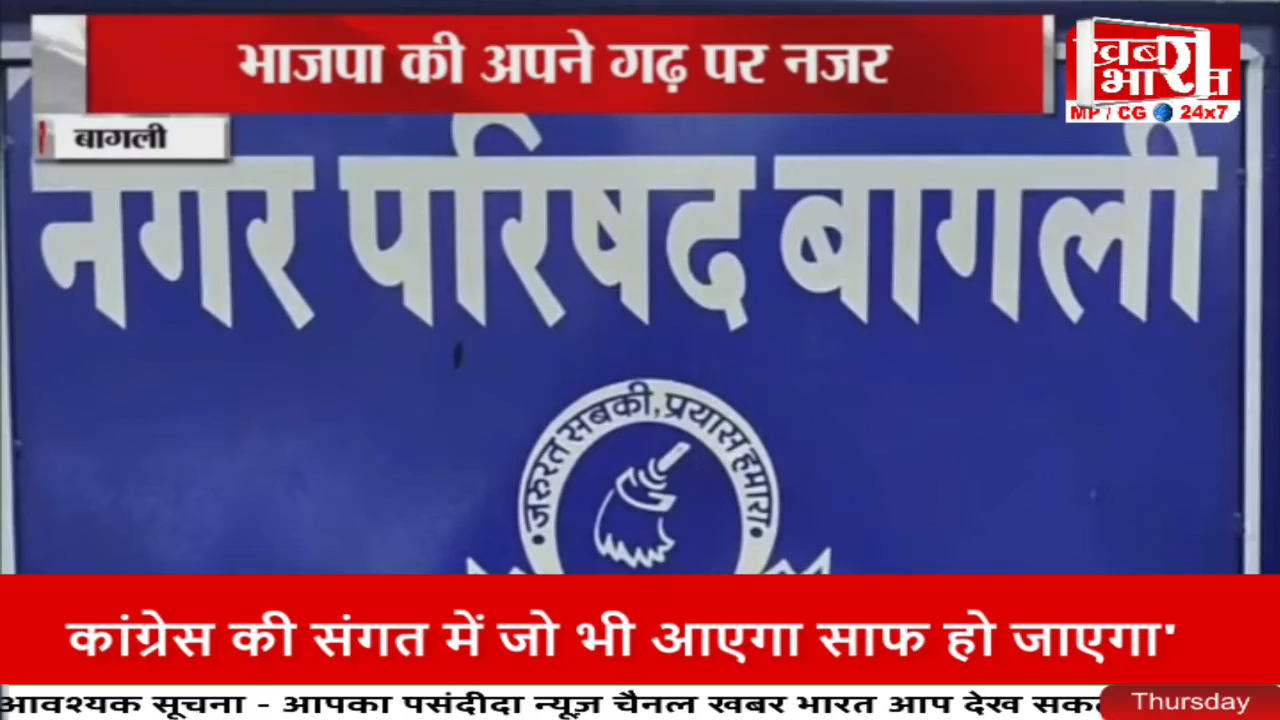 भाजपा की अपने गढ़ पर नजर
खबर
भारत
MP / CG 24x7
बागली
नगर परिषद बागली
जरुरत सबकी, प्रयास हमारा
कांग्रेस की संगत में जो भी आएगा साफ हो जाएगा'
आवश्यक सूचना - आपका पसंदीदा न्यूज़ चैनल खबर भारत आप देख सकत
Thursday